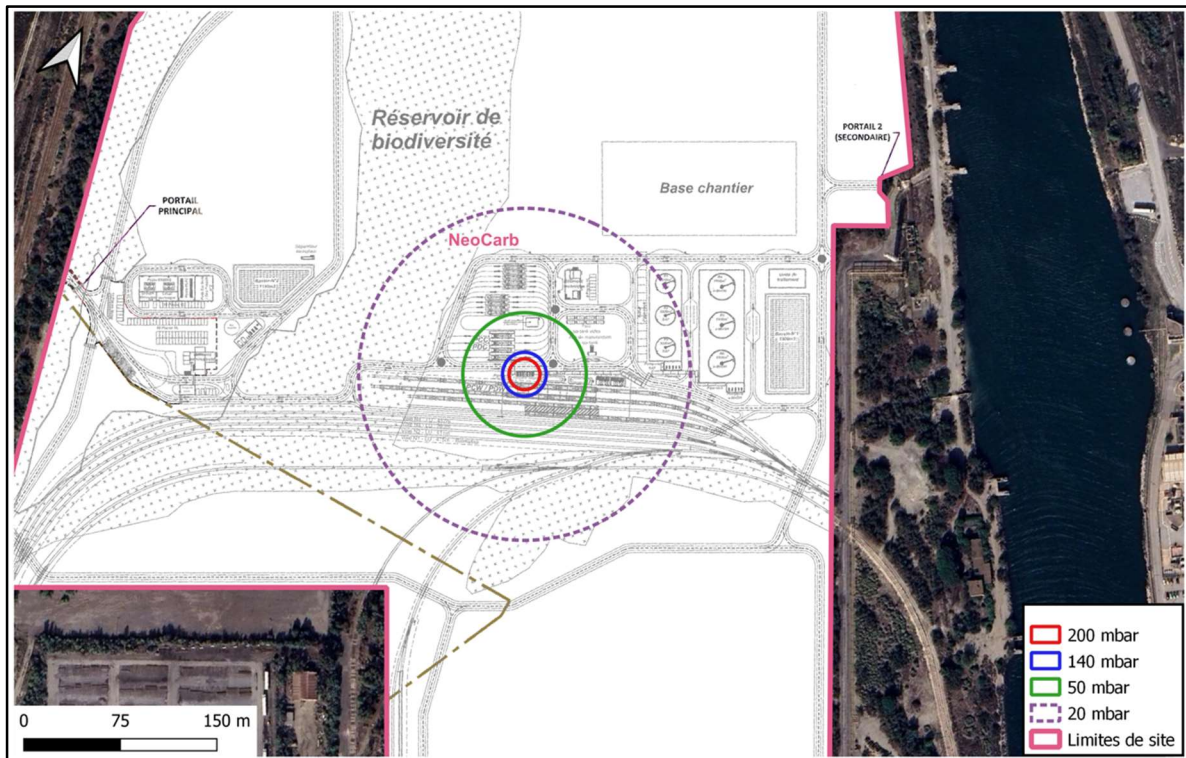 Réservoir de
biodiversité
PORTAIL 2
(SECONDAIRE)
Base chantier
PORTAIL
PRINCIPAL
NeoCarb
200 mbar
140 mbar
50 mbar
20 mbar
Limites de site
0 75 150 m